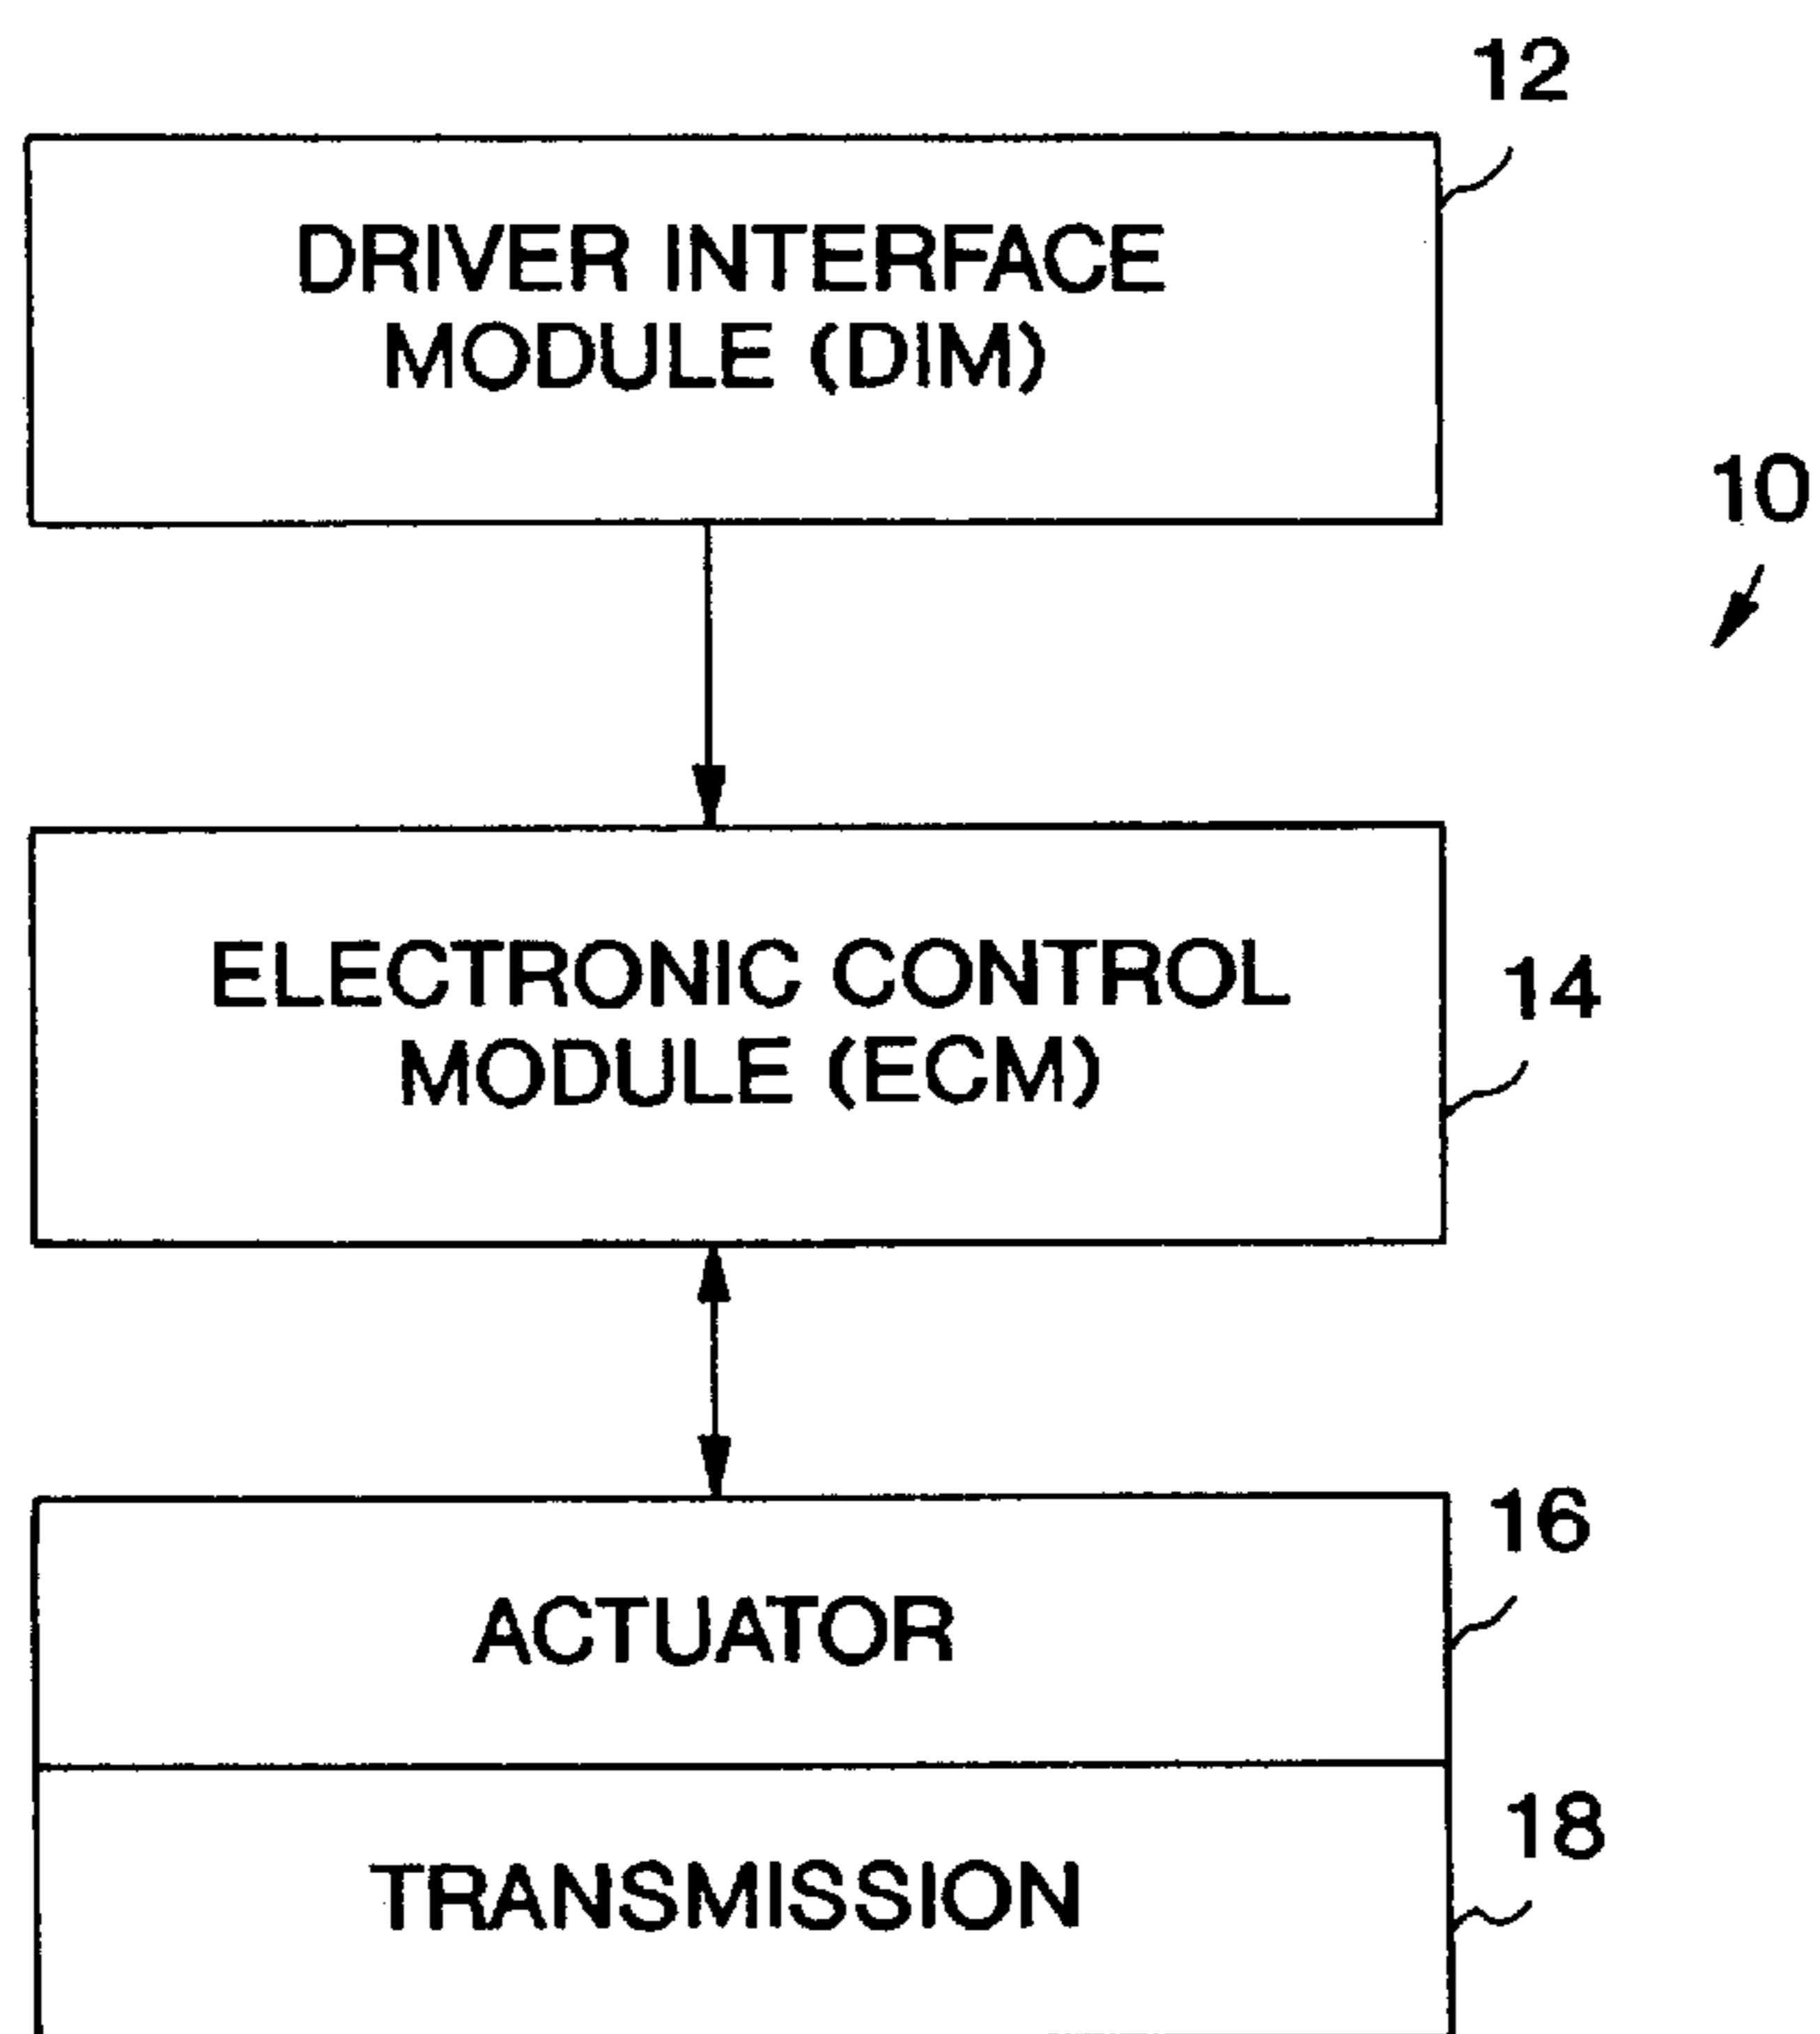 12
DRIVER INTERFACE
MODULE (DIM)
10
ELECTRONIC CONTROL
MODULE (ECM)
14
16
ACTUATOR
18
TRANSMISSION